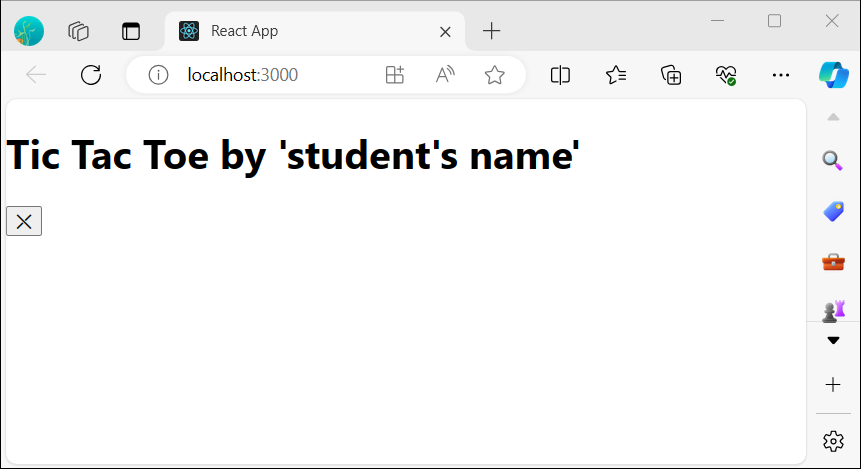 React App
localhost:3000
Tic Tac Toe by 'student's name'
X